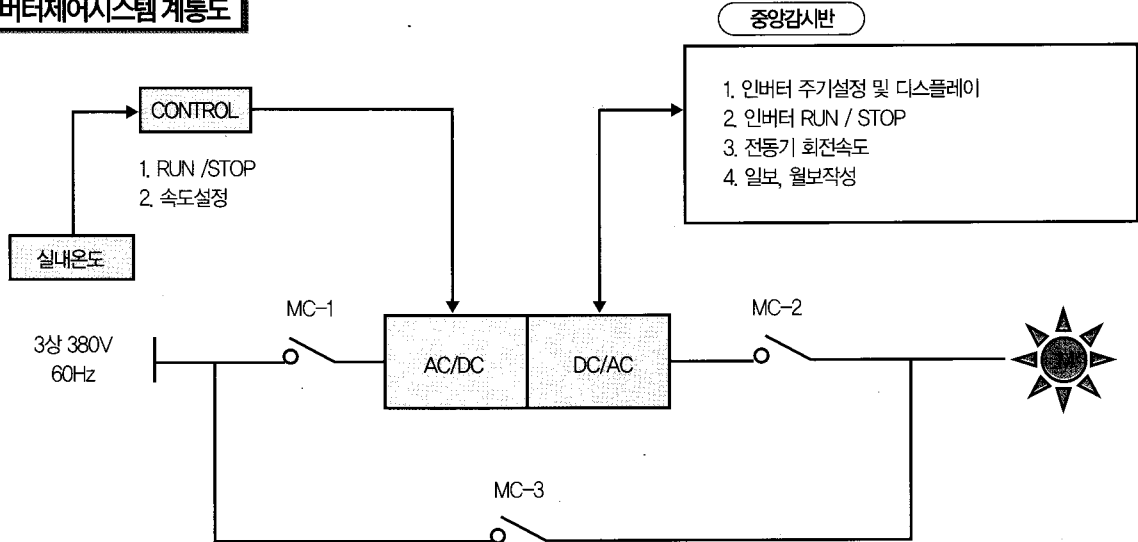 버터제어시스템 계통도
중앙감시반
1. 인버터 주기설정 및 디스플레이
2. 인버터 RUN / STOP
3. 전동기 회전속도
4. 일보, 월보작성
CONTROL
1. RUN /STOP
2. 속도설정
실내온도
MC-1
MC-2
3상 380V
60Hz
AC/DC
DC/AC
M
MC-3